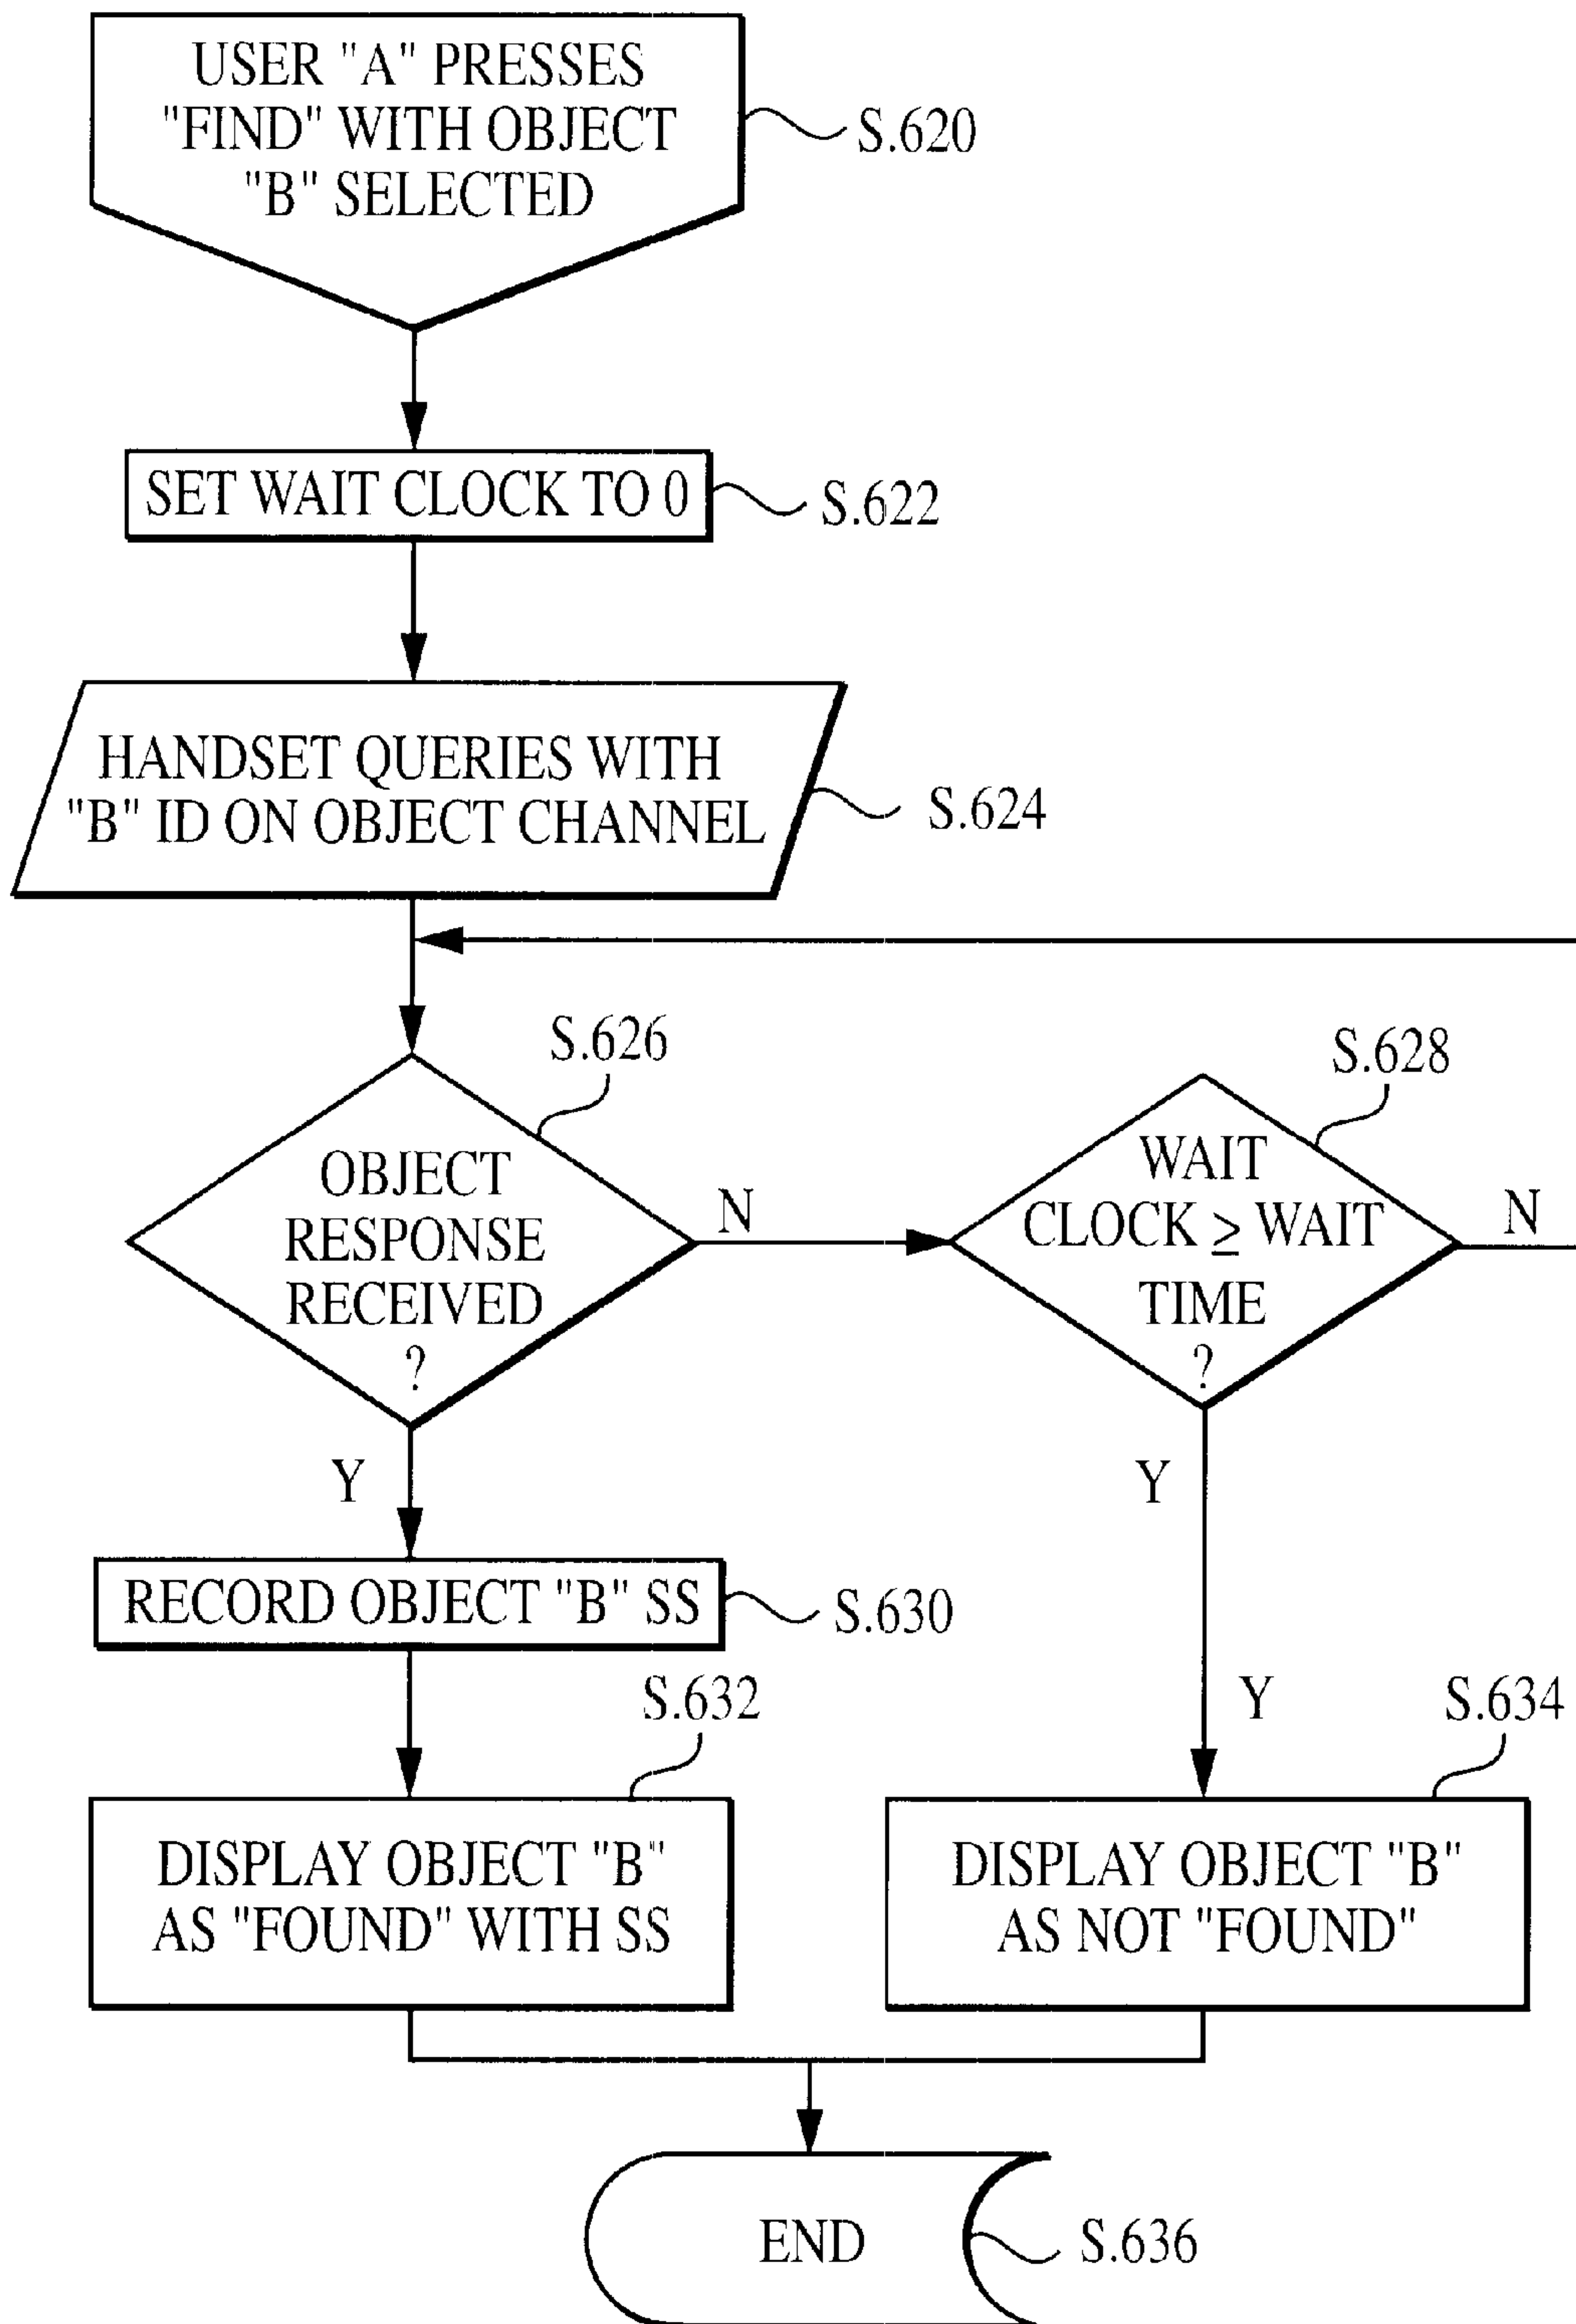 USER "A" PRESSES
"FIND" WITH OBJECT
"B" SELECTED
S.620
SET WAIT CLOCK TO 0
S.622
HANDSET QUERIES WITH
"B" ID ON OBJECT CHANNEL
S.624
S.626
OBJECT
RESPONSE
RECEIVED
?
N
S.628
WAIT
CLOCK ≥ WAIT
TIME
?
N
Y
Y
RECORD OBJECT "B" SS
S.630
S.632
Y
S.634
DISPLAY OBJECT "B"
AS "FOUND" WITH SS
DISPLAY OBJECT "B"
AS NOT "FOUND"
END
S.636